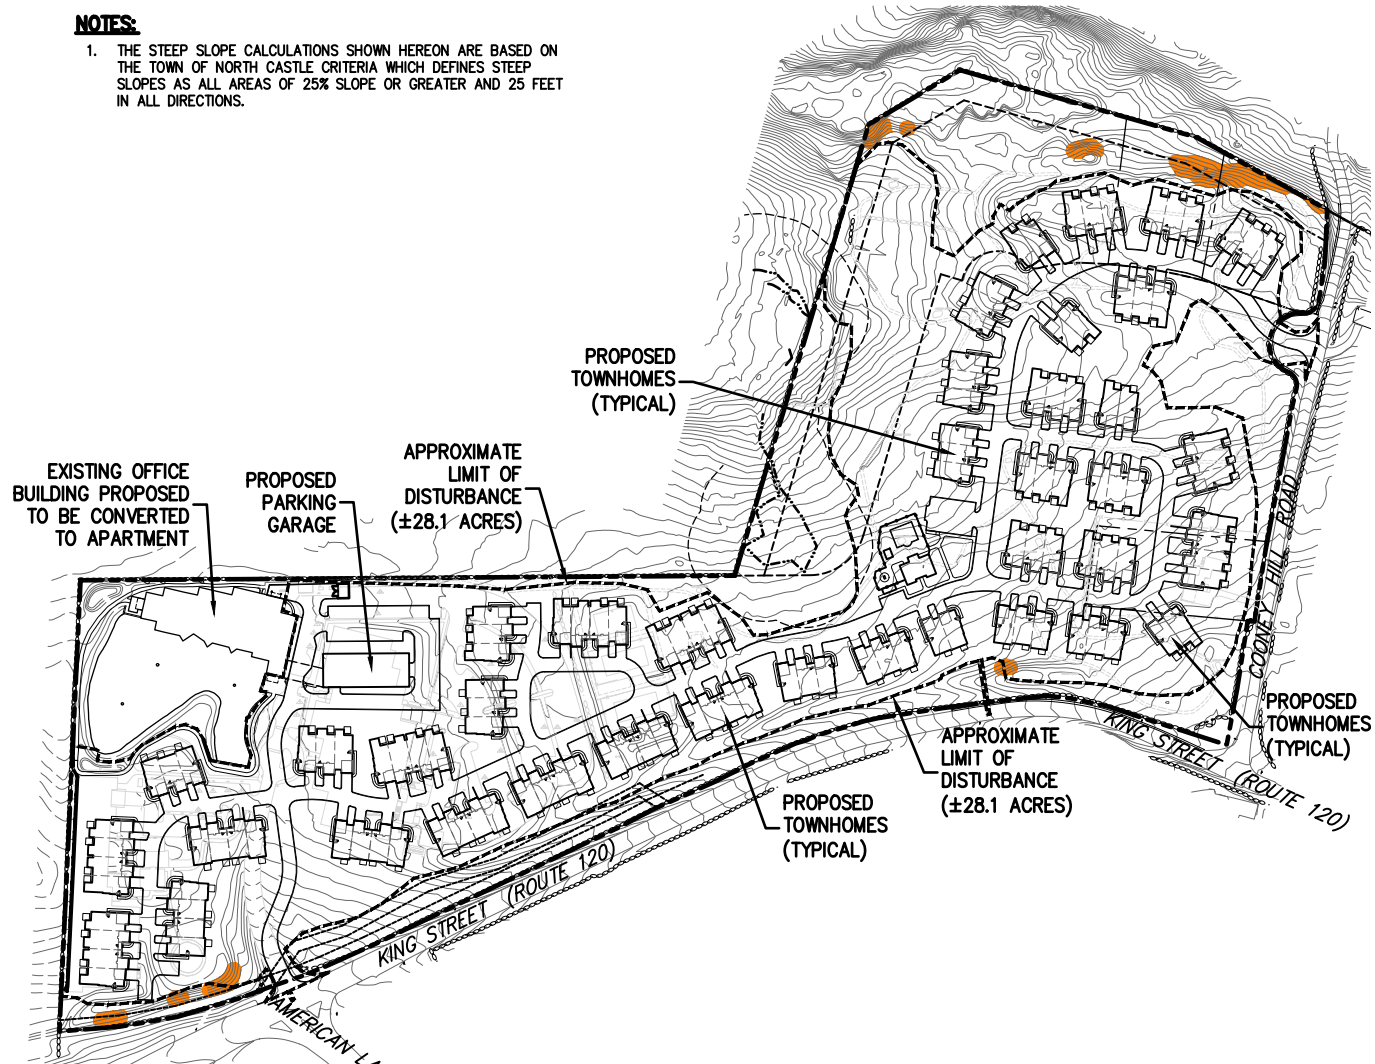 NOTES:
1. THE STEEP SLOPE CALCULATIONS SHOWN HEREON ARE BASED ON
THE TOWN OF NORTH CASTLE CRITERIA WHICH DEFINES STEEP
SLOPES AS ALL AREAS OF 25% SLOPE OR GREATER AND 25 FEET
IN ALL DIRECTIONS.
PROPOSED
TOWNHOMES
(TYPICAL)
APPROXIMATE
LIMIT OF
DISTURBANCE
(±28.1 ACRES)
EXISTING OFFICE
BUILDING PROPOSED
TO BE CONVERTED
TO APARTMENT
PROPOSED
PARKING
GARAGE
COONEY HILL ROAD
PROPOSED
TOWNHOMES
(TYPICAL)
APPROXIMATE
LIMIT OF
DISTURBANCE
(±28.1 ACRES)
KING STREET (ROUTE 120)
PROPOSED
TOWNHOMES
(TYPICAL)
KING STREET (ROUTE 120)
AMERICAN LA